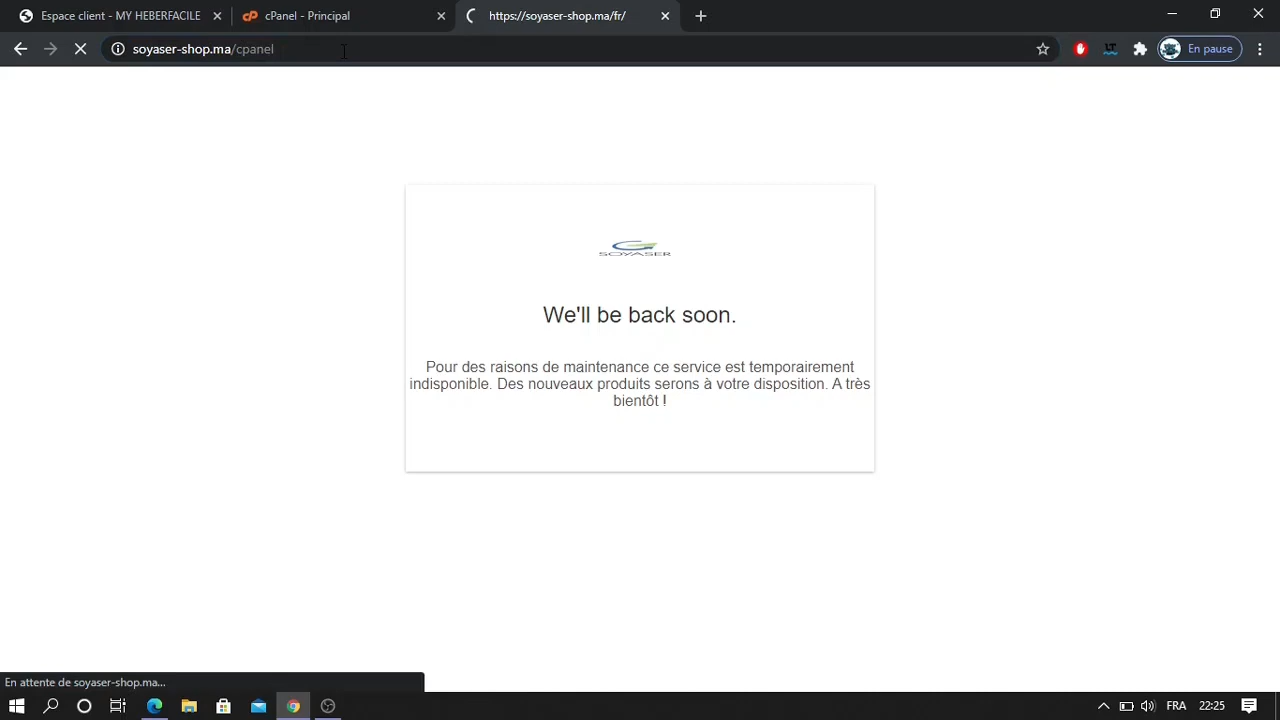 Espace client - MY HEBERFACILE
cPanel - Principal
https://soyaser-shop.ma/fr/
soyaser-shop.ma/cpanel
LT
En pause
SOYASER
We'll be back soon.
Pour des raisons de maintenance ce service est temporairement
indisponible. Des nouveaux produits serons à votre disposition. A très
bientôt !
En attente de soyaser-shop.ma...
FRA
22:25